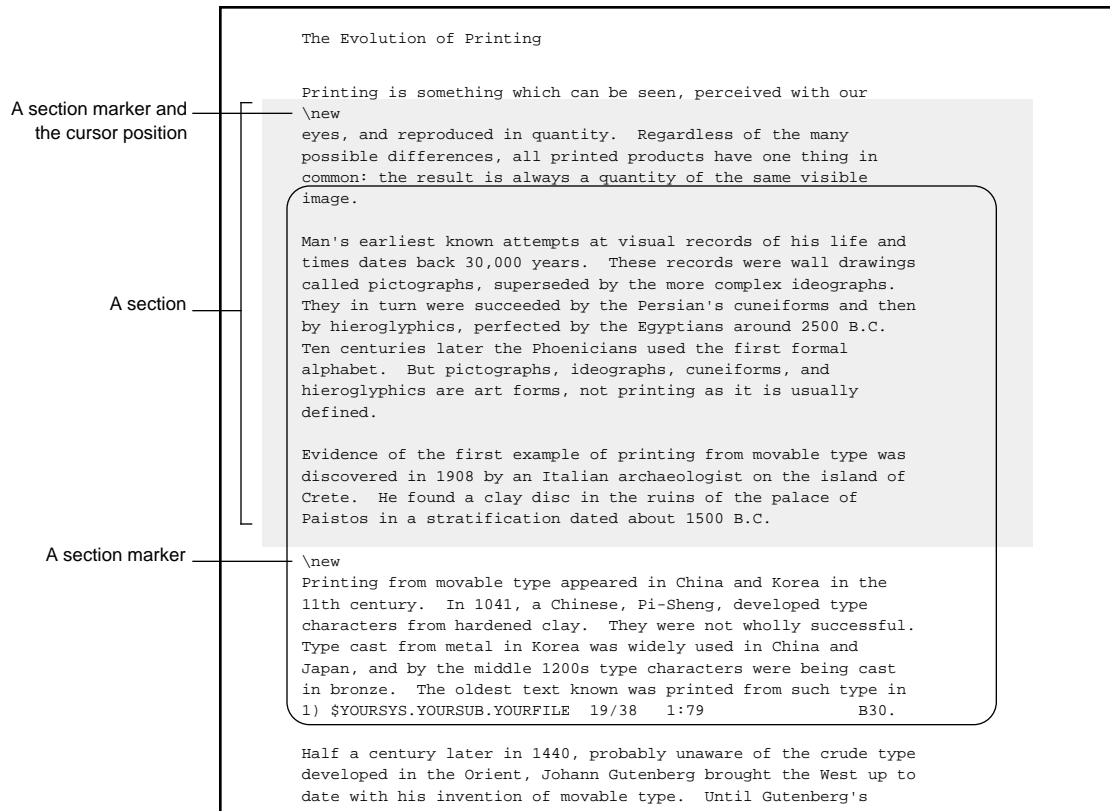 The Evolution of Printing
Printing is something which can be seen, perceived with our
A section marker and
the cursor position
\new
eyes, and reproduced in quantity.  Regardless of the many
possible differences, all printed products have one thing in
common: the result is always a quantity of the same visible
image.
Man's earliest known attempts at visual records of his life and
times dates back 30,000 years.  These records were wall drawings
called pictographs, superseded by the more complex ideographs.
A section
They in turn were succeeded by the Persian's cuneiforms and then
by hieroglyphics, perfected by the Egyptians around 2500 B.C.
Ten centuries later the Phoenicians used the first formal
alphabet.  But pictographs, ideographs, cuneiforms, and
hieroglyphics are art forms, not printing as it is usually
defined.
Evidence of the first example of printing from movable type was
discovered in 1908 by an Italian archaeologist on the island of
Crete.  He found a clay disc in the ruins of the palace of
Paistos in a stratification dated about 1500 B.C.
A section marker
\new
Printing from movable type appeared in China and Korea in the
11th century.  In 1041, a Chinese, Pi-Sheng, developed type
characters from hardened clay.  They were not wholly successful.
Type cast from metal in Korea was widely used in China and
Japan, and by the middle 1200s type characters were being cast
in bronze.  The oldest text known was printed from such type in
1) $YOURSYS.YOURSUB.YOURFILE  19/38   1:79                B30.
Half a century later in 1440, probably unaware of the crude type
developed in the Orient, Johann Gutenberg brought the West up to
date with his invention of movable type.  Until Gutenberg's